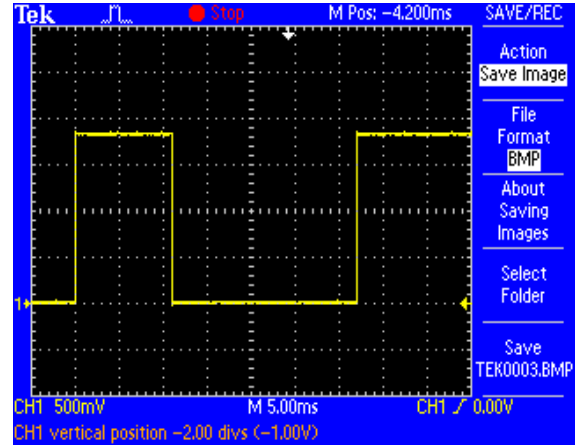 Tek Stop M Pos: -4.200ms SAVE/REC
Action
Save Image
File
Format
BMP
About
Saving
Images
Select
Folder
Save
TEK0003.BMP
1
CH1 500mV M 5.00ms CH1 0.00V
CH1 vertical position -2.00 divs (-1.00V)